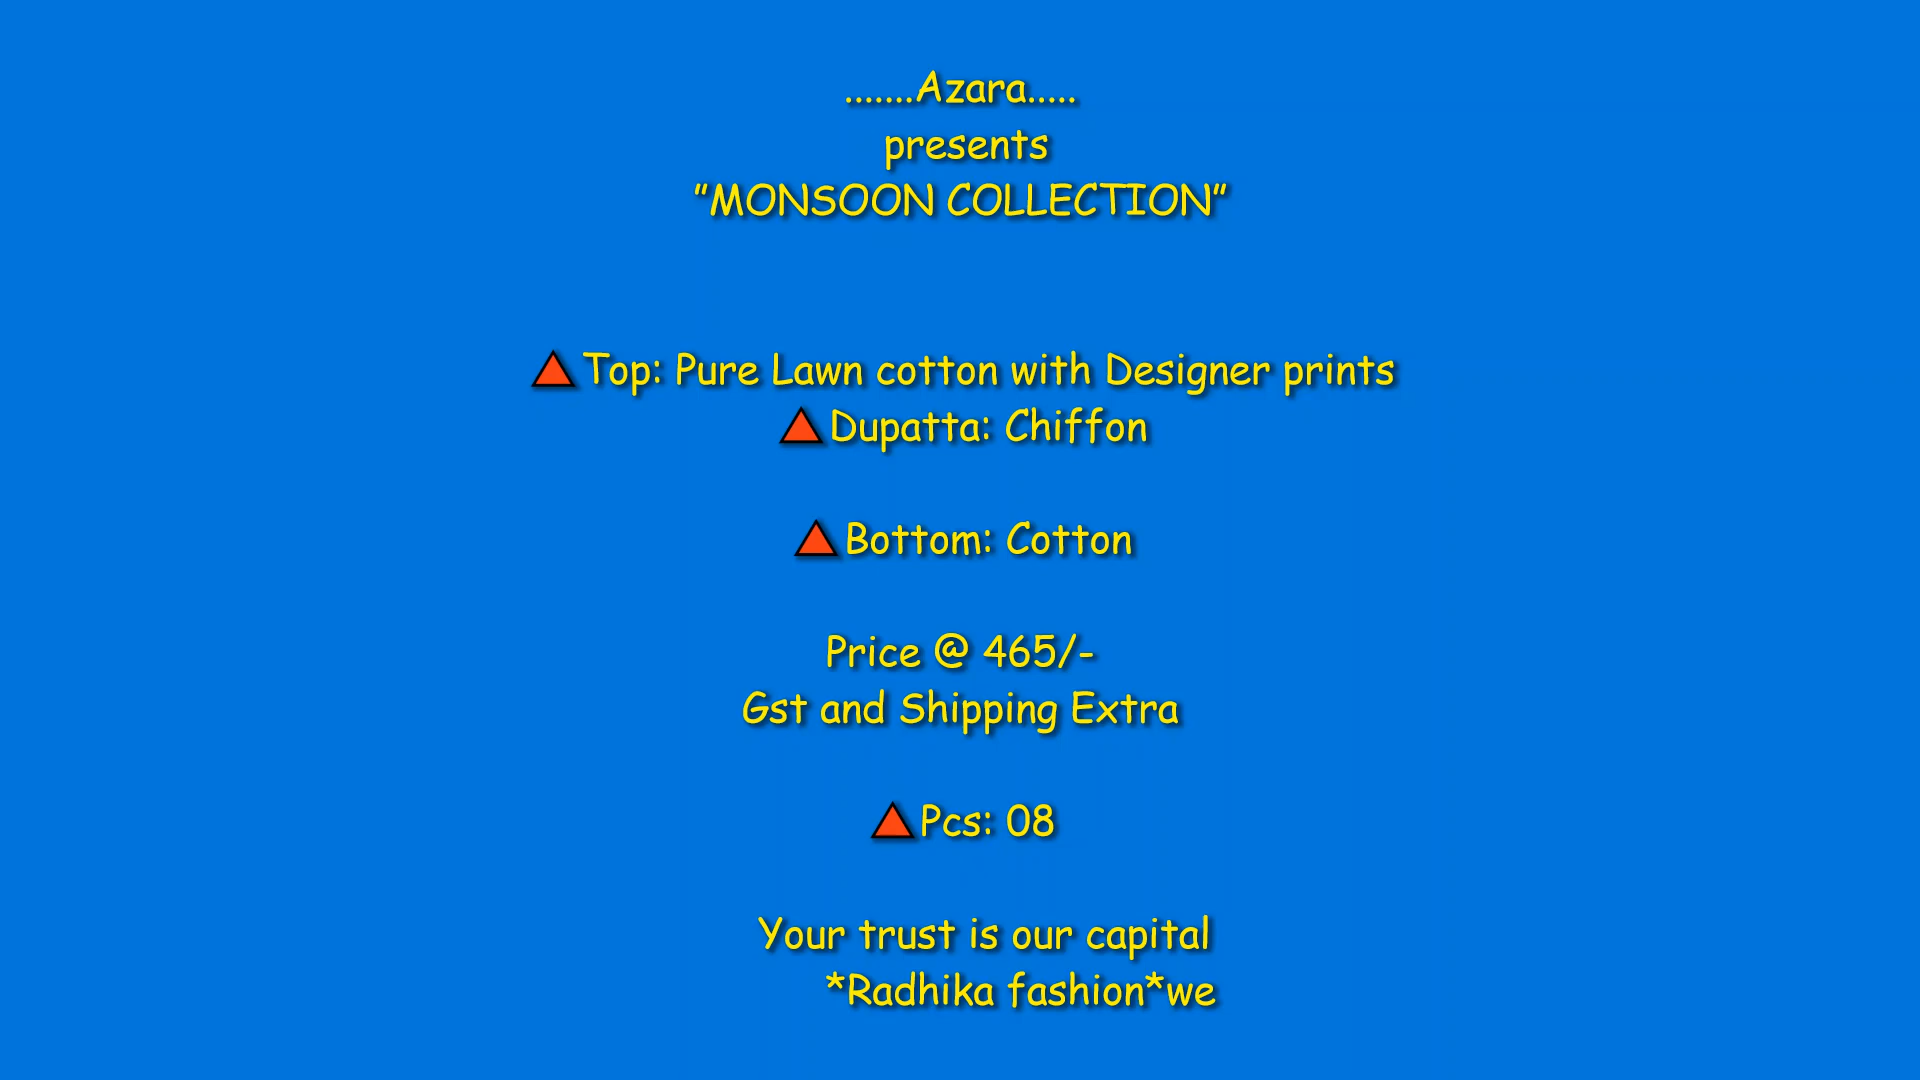 .......Azara.....
presents
"MONSOON COLLECTION"
🔺Top: Pure Lawn cotton with Designer prints
🔺Dupatta: Chiffon
🔺Bottom: Cotton
Price @ 465/-
Gst and Shipping Extra
🔺Pcs: 08
Your trust is our capital
*Radhika fashion*we